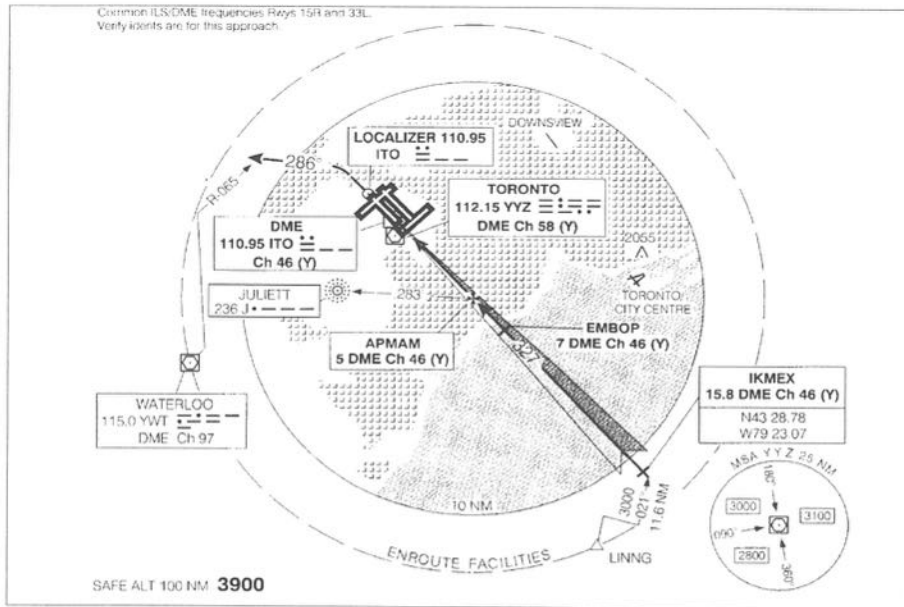 Common ILS/DME frequencies Rwys 15R and 33L.
Verify idents are for this approach.
DOWNSVIEW
LOCALIZER 110.95
ITO
286°
R-065
TORONTO
112.15 YYZ
DME Ch 58 (Y)
DME
110.95 ITO
Ch 46 (Y)
2055
TORONTO/
CITY CENTRE
JULIETT
236 J
283
APMAM
5 DME Ch 46 (Y)
EMBOP
7 DME Ch 46 (Y)
327
WATERLOO
115.0 YWT
DME Ch 97
IKMEX
15.8 DME Ch 46 (Y)
N43 28.78
W79 23 07
MSA YYZ 25 NM
180°
3000
3100
090°
2800
360°
10 NM
3000
021°
11.6 NM
LINNG
ENROUTE FACILITIES
SAFE ALT 100 NM 3900